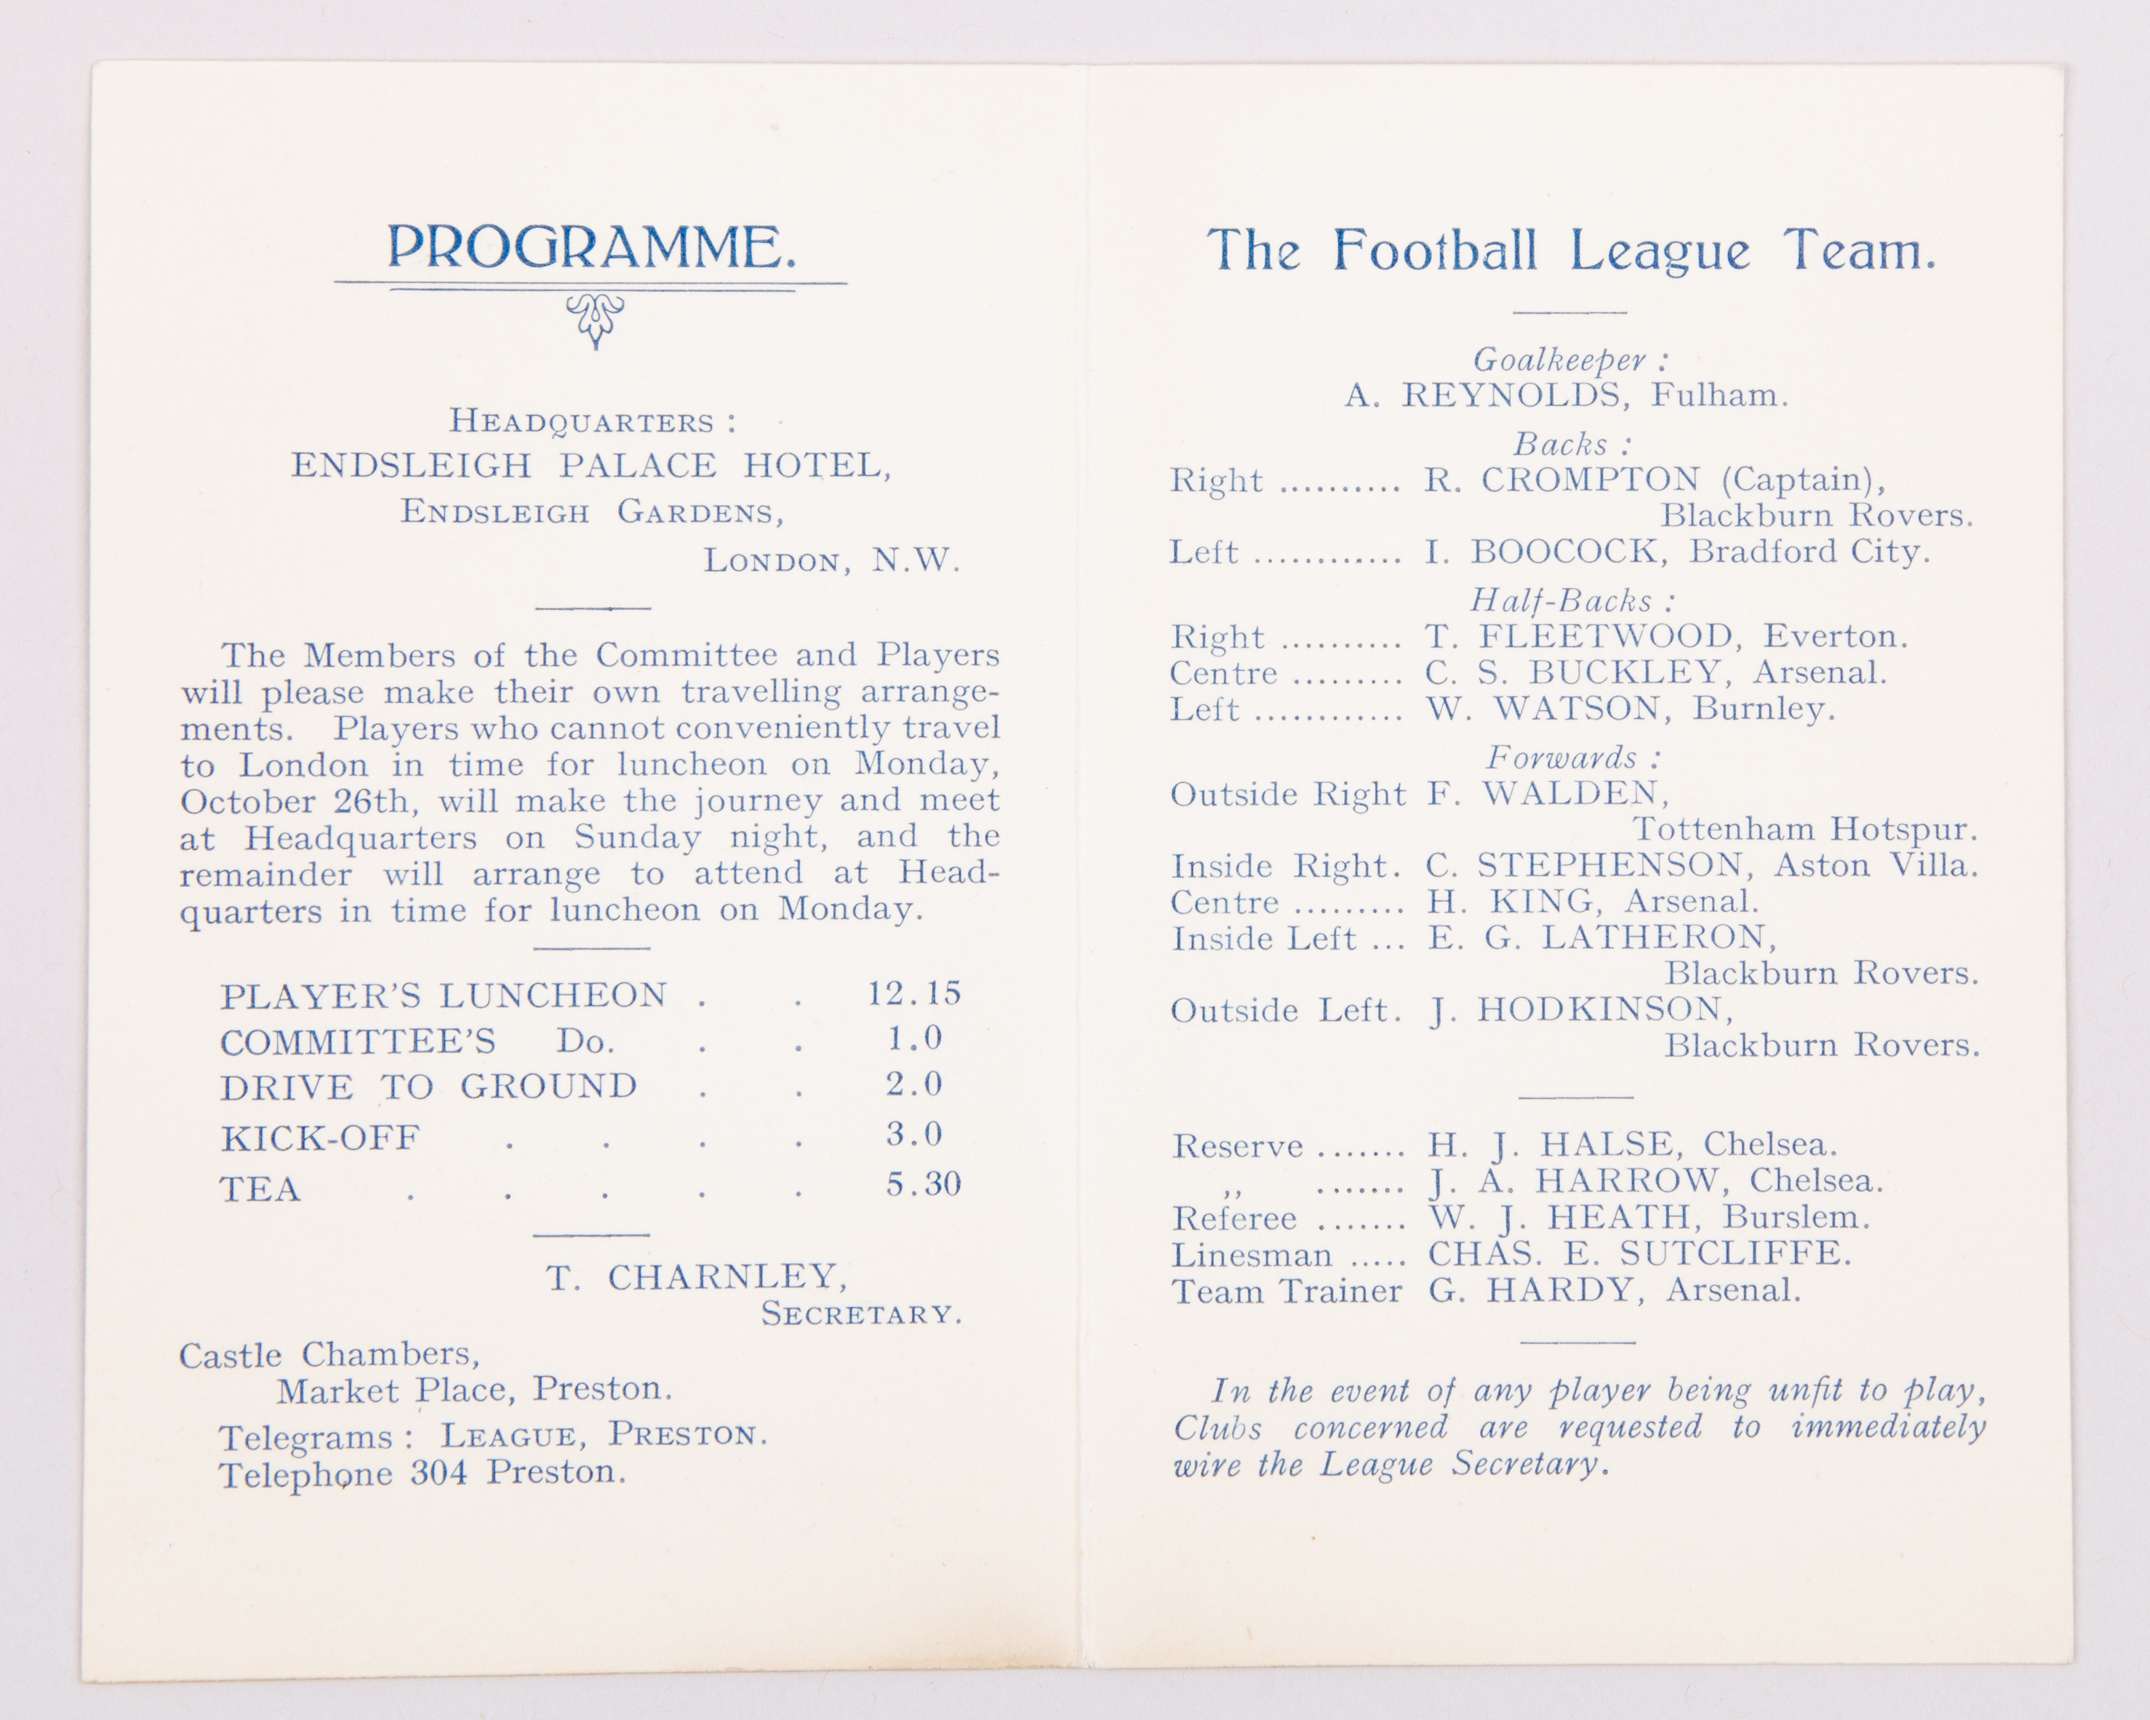 PROGRAMME.
HEADQUARTERS :
ENDSLEIGH PALACE HOTEL,
ENDSLEIGH GARDENS,
LONDON, N.W.
The Members of the Committee and Players
will please make their own travelling arrange-
ments. Players who cannot conveniently travel
to London in time for luncheon on Monday,
October 26th, will make the journey and meet
at Headquarters on Sunday night, and the
remainder will arrange to attend at Head-
quarters in time for luncheon on Monday.
PLAYER'S LUNCHEON . . 12.15
COMMITTEE'S Do. . . 1.0
DRIVE TO GROUND . . 2.0
KICK-OFF . . . . 3.0
TEA . . . . . 5.30
T. CHARNLEY,
SECRETARY.
Castle Chambers,
Market Place, Preston.
Telegrams : LEAGUE, PRESTON.
Telephone 304 Preston.
The Football League Team.
Goalkeeper :
A. REYNOLDS, Fulham.
Backs :
Right .......... R. CROMPTON (Captain),
Blackburn Rovers.
Left ............ I. BOOCOCK, Bradford City.
Half-Backs :
Right .......... T. FLEETWOOD, Everton.
Centre ......... C. S. BUCKLEY, Arsenal.
Left ............ W. WATSON, Burnley.
Forwards :
Outside Right F. WALDEN,
Tottenham Hotspur.
Inside Right. C. STEPHENSON, Aston Villa.
Centre ......... H. KING, Arsenal.
Inside Left ... E. G. LATHERON,
Blackburn Rovers.
Outside Left. J. HODKINSON,
Blackburn Rovers.
Reserve ....... H. J. HALSE, Chelsea.
,, ....... J. A. HARROW, Chelsea.
Referee ....... W. J. HEATH, Burslem.
Linesman ..... CHAS. E. SUTCLIFFE.
Team Trainer G. HARDY, Arsenal.
In the event of any player being unfit to play,
Clubs concerned are requested to immediately
wire the League Secretary.